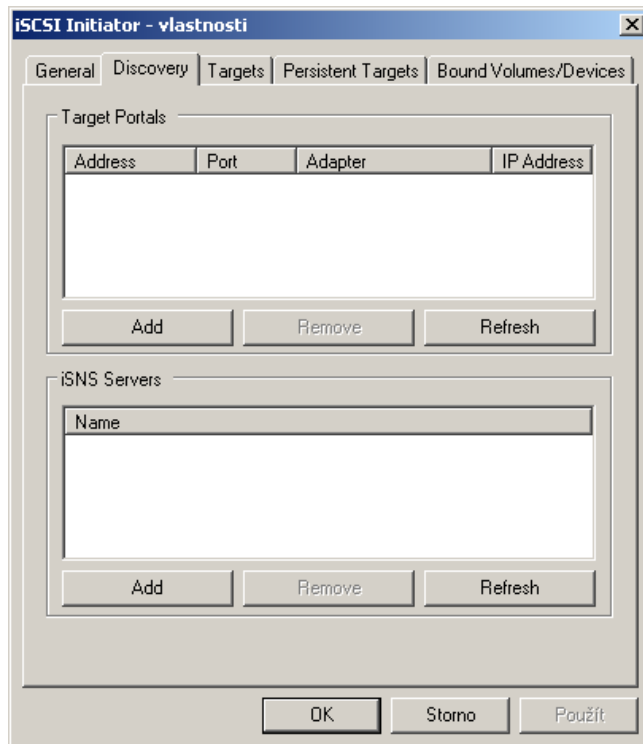 iSCSI Initiator - vlastnosti
General Discovery Targets Persistent Targets Bound Volumes/Devices
Target Portals
Address Port Adapter IP Address
Add Remove Refresh
iSNS Servers
Name
Add Remove Refresh
OK Storno Použít